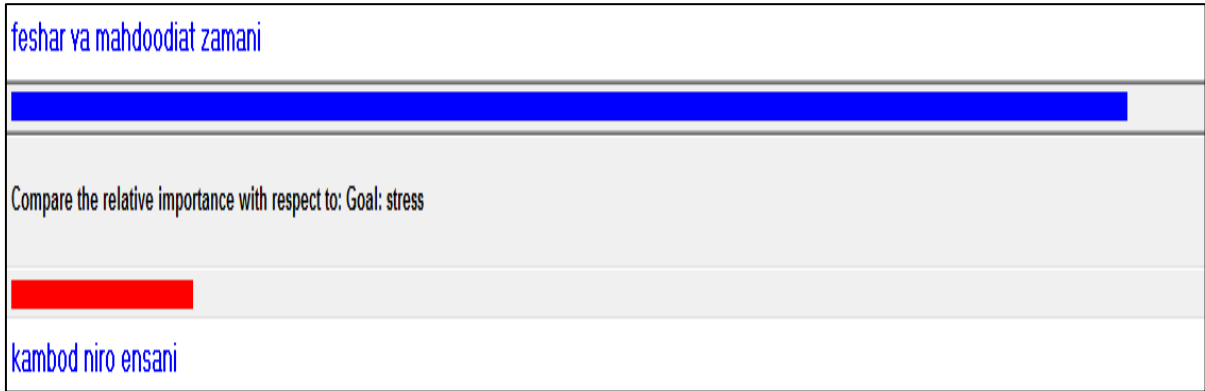 feshar va mahdoodiat zamani
Compare the relative importance with respect to: Goal: stress
kambod niro ensani